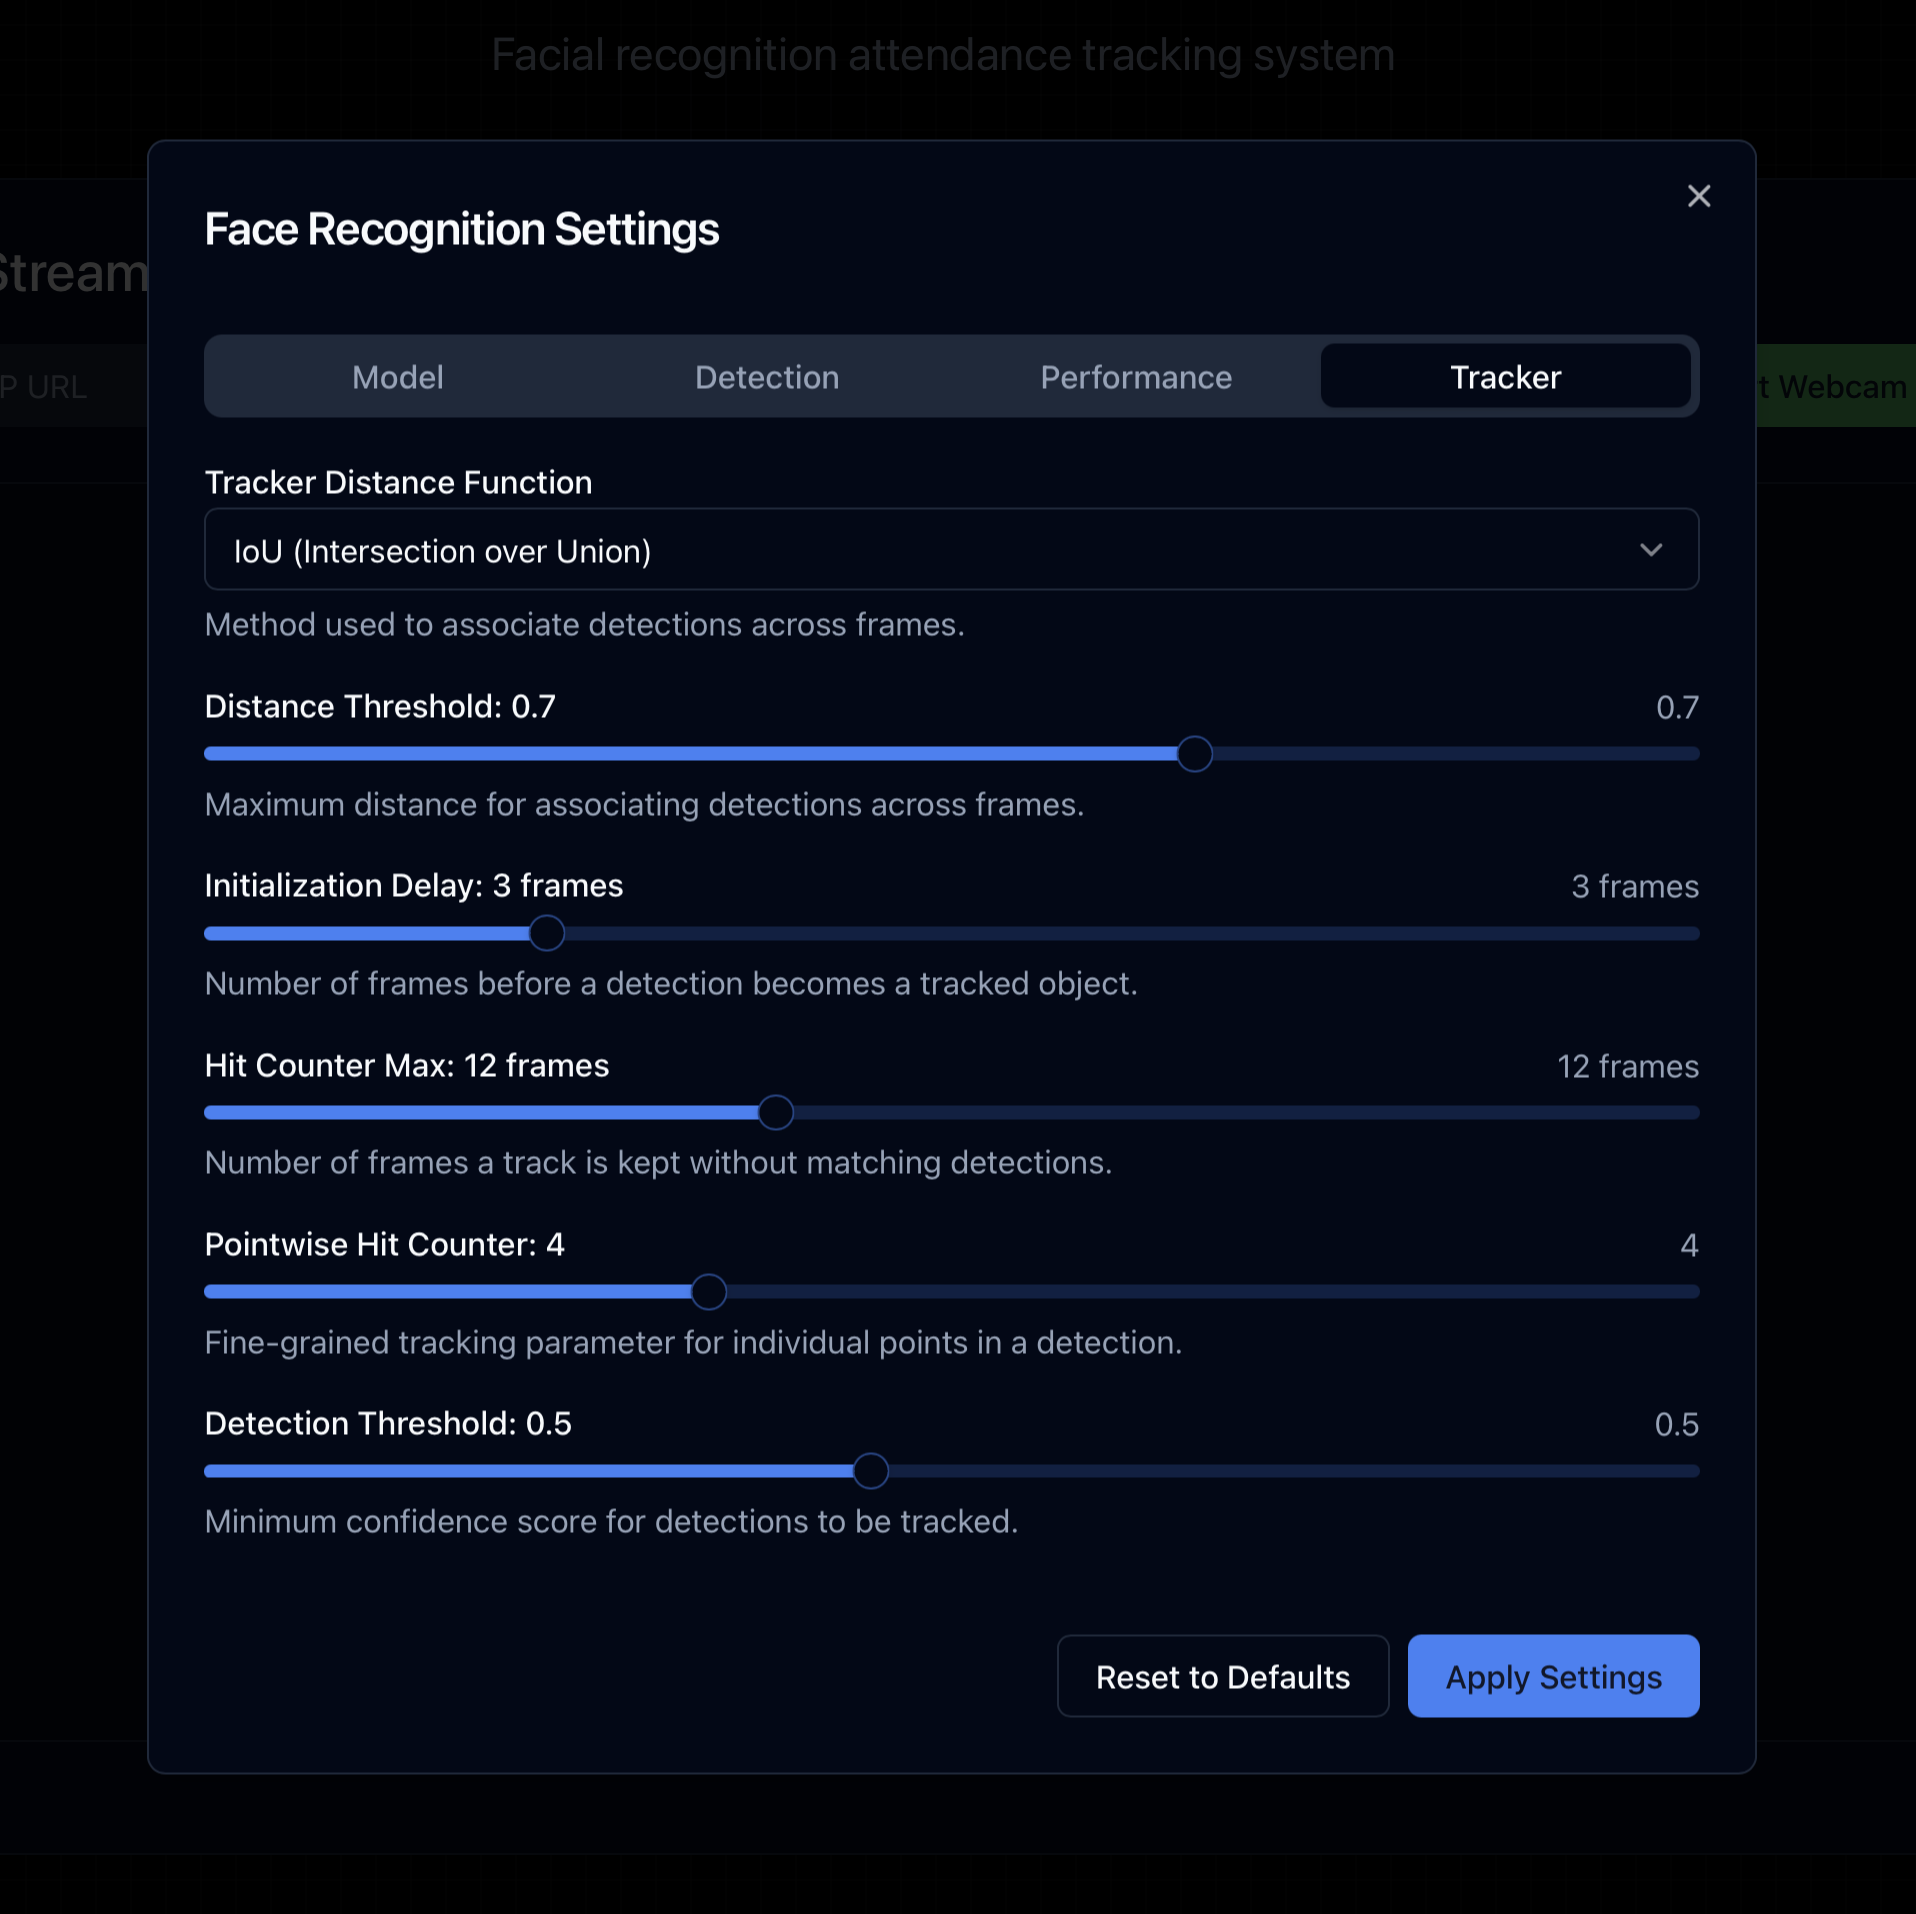 Facial recognition attendance tracking system
Face Recognition Settings
Stream
Model Detection Performance Tracker
P URL
t Webcam
Tracker Distance Function
IoU (Intersection over Union)
Method used to associate detections across frames.
Distance Threshold: 0.7 0.7
Maximum distance for associating detections across frames.
Initialization Delay: 3 frames 3 frames
Number of frames before a detection becomes a tracked object.
Hit Counter Max: 12 frames 12 frames
Number of frames a track is kept without matching detections.
Pointwise Hit Counter: 4 4
Fine-grained tracking parameter for individual points in a detection.
Detection Threshold: 0.5 0.5
Minimum confidence score for detections to be tracked.
Reset to Defaults Apply Settings